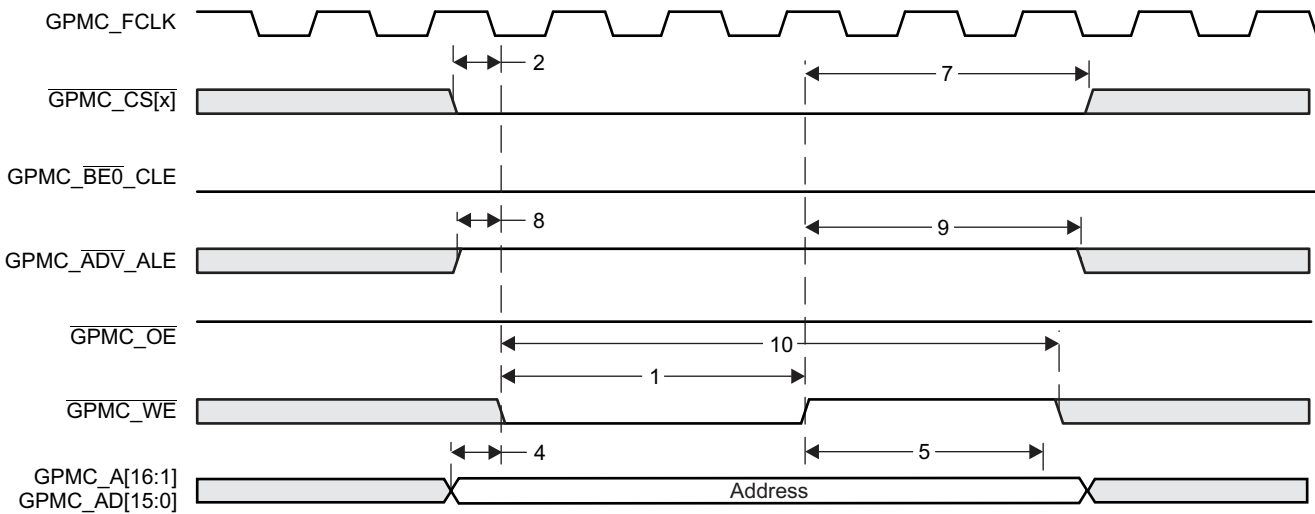 GPMC_FCLK
2
7
GPMC_CS[x]
GPMC_BE0_CLE
8
9
GPMC_ADV_ALE
GPMC_OE
10
1
GPMC_WE
4
5
GPMC_A[16:1]
GPMC_AD[15:0]
Address